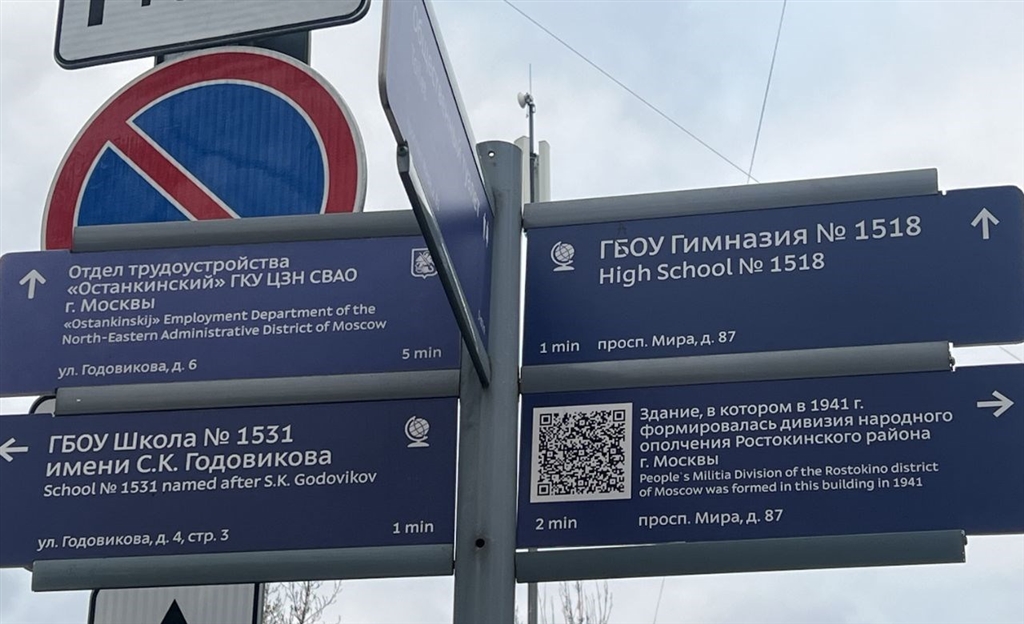 Отдел трудоустройства
«Останкинский» ГКУ ЦЗН СВАО
г. Москвы
«Ostankinskij» Employment Department of the
North-Eastern Administrative District of Moscow
ул. Годовикова, д. 6
5 min
ГБОУ Школа № 1531
имени С.К. Годовикова
School № 1531 named after S.K. Godovikov
ул. Годовикова, д. 4, стр. 3
1 min
ГБОУ Гимназия № 1518
High School № 1518
1 min просп. Мира, д. 87
Здание, в котором в 1941 г.
формировалась дивизия народного
ополчения Ростокинского района
г. Москвы
People`s Militia Division of the Rostokino district
of Moscow was formed in this building in 1941
2 min просп. Мира, д. 87